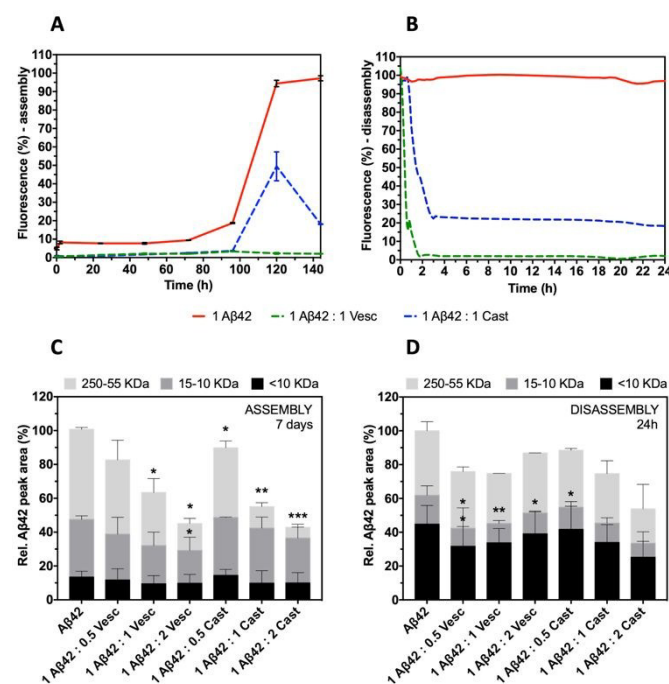 A
B
Fluorescence (%) - assembly
110
100
90
80
70
60
50
40
30
20
10
0
0 20 40 60 80 100 120 140
Time (h)
Fluorescence (%) - disassembly
110
100
90
80
70
60
50
40
30
20
10
0
0 2 4 6 8 10 12 14 16 18 20 22 24
Time (h)
1 Aβ42 1 Aβ42 : 1 Vesc 1 Aβ42 : 1 Cast
C
D
250-55 KDa 15-10 KDa <10 KDa
ASSEMBLY
7 days
Rel. Aβ42 peak area (%)
120
100
80
60
40
20
0
*
*
*
*
**
***
Aβ42
1 Aβ42 : 0.5 Vesc
1 Aβ42 : 1 Vesc
1 Aβ42 : 2 Vesc
1 Aβ42 : 0.5 Cast
1 Aβ42 : 1 Cast
1 Aβ42 : 2 Cast
250-55 KDa 15-10 KDa <10 KDa
DISASSEMBLY
24h
Rel. Aβ42 peak area (%)
120
100
80
60
40
20
0
*
*
**
*
*
Aβ42
1 Aβ42 : 0.5 Vesc
1 Aβ42 : 1 Vesc
1 Aβ42 : 2 Vesc
1 Aβ42 : 0.5 Cast
1 Aβ42 : 1 Cast
1 Aβ42 : 2 Cast